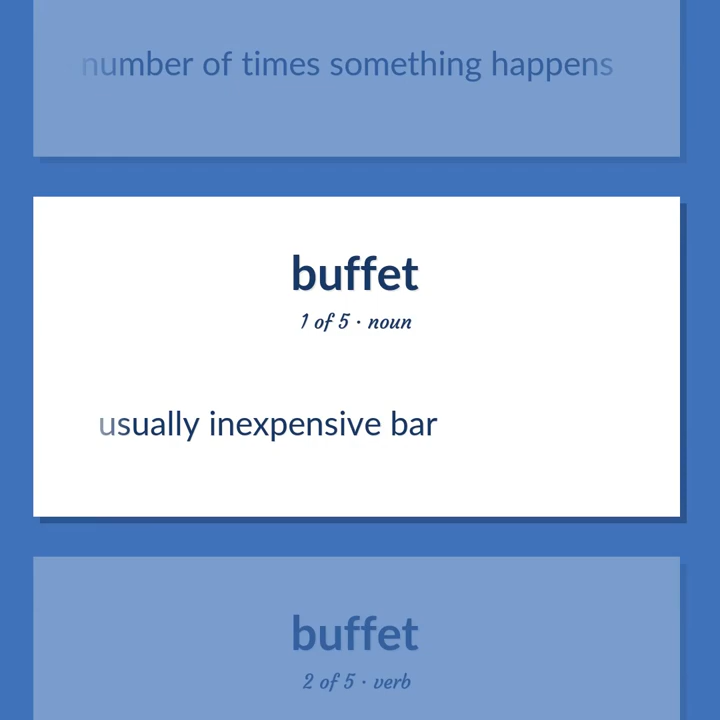 number of times something happens
buffet
1 of 5 · noun
usually inexpensive bar
buffet
2 of 5 · verb